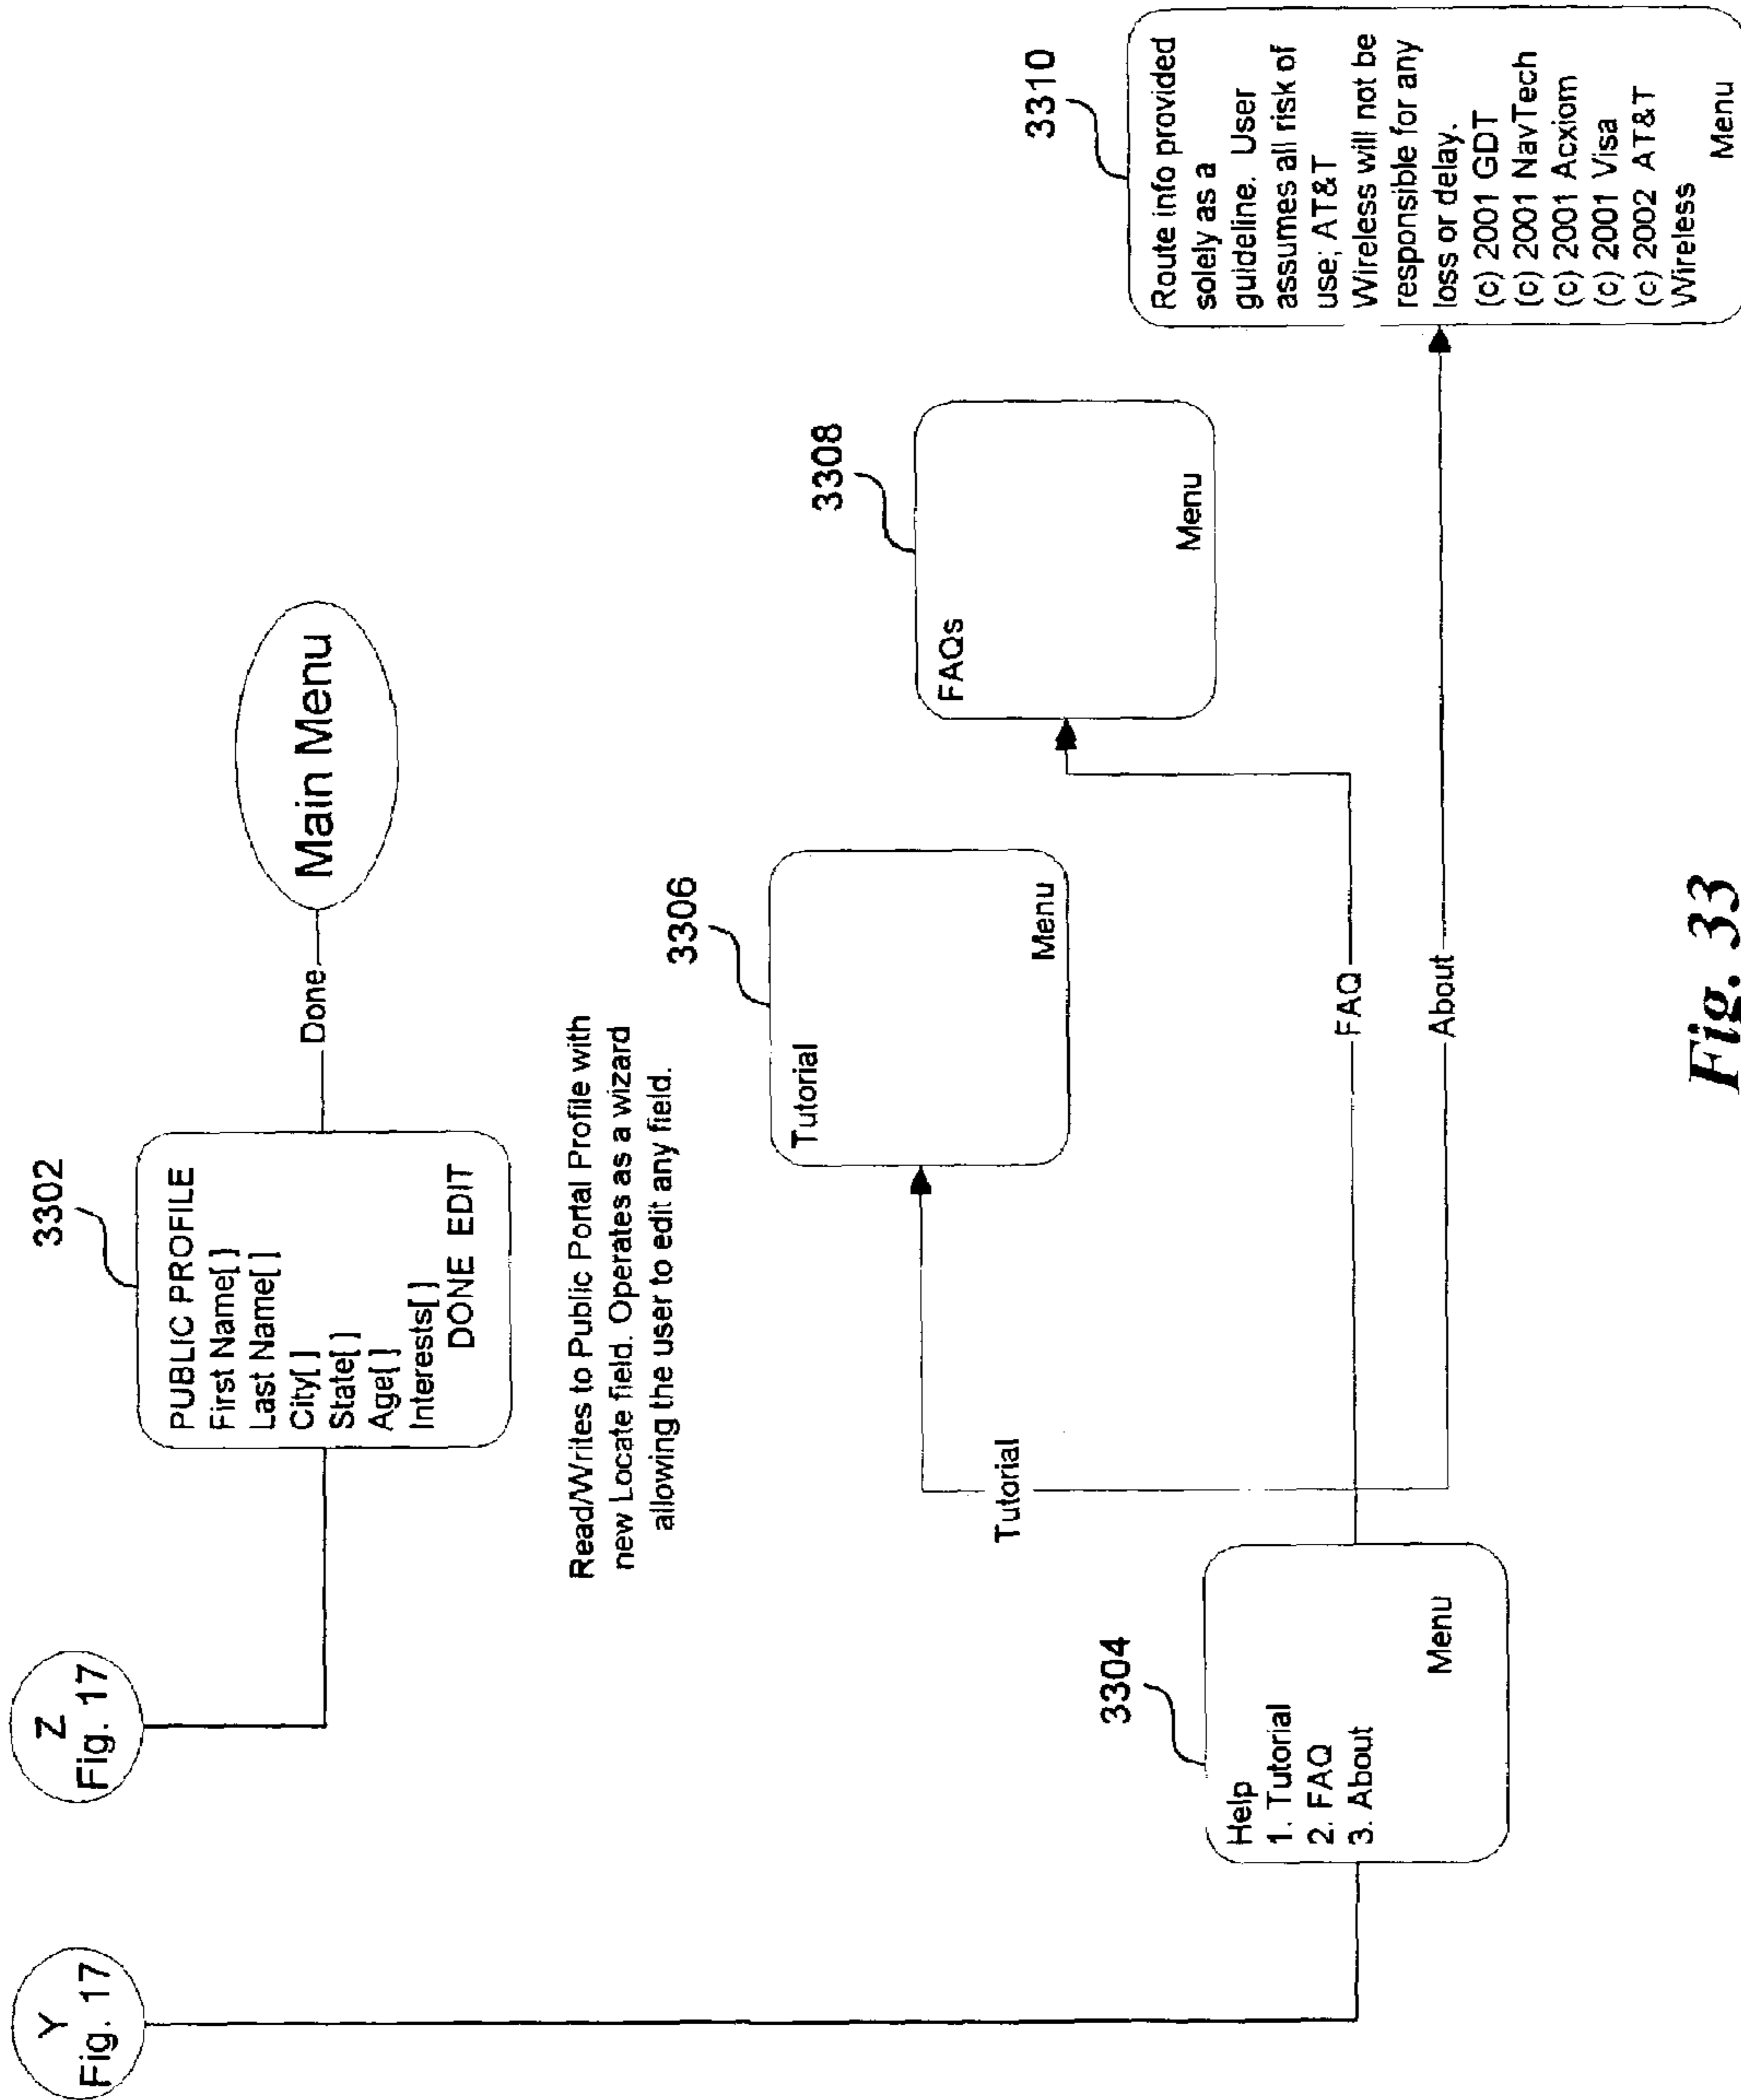 Y
Fig. 17
Z
Fig. 17
3302
PUBLIC PROFILE
First Name[ ]
Last Name[ ]
City[ ]
State[ ]
Age[ ]
Interests[ ]
DONE EDIT
Done
Main Menu
Read/Writes to Public Portal Profile with
new Locate field. Operates as a wizard
allowing the user to edit any field.
3304
Help
1. Tutorial
2. FAQ
3. About
Menu
Tutorial
FAQ
About
3306
Tutorial
Menu
3308
FAQs
Menu
3310
Route info provided
solely as a
guideline. User
assumes all risk of
use; AT&T
Wireless will not be
responsible for any
loss or delay.
(c) 2001 GDT
(c) 2001 NavTech
(c) 2001 Acxiom
(c) 2001 Visa
(c) 2002 AT&T
Wireless
Menu
Fig. 33